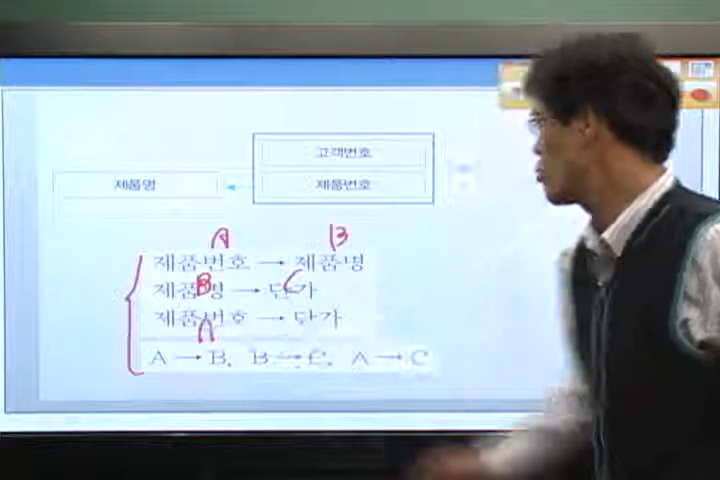 고객번호
제품명 제품번호
A B
제품번호 → 제품명
B C
제품명 → 단가
제품번호 → 단가
A
A → B, B → C, A → C